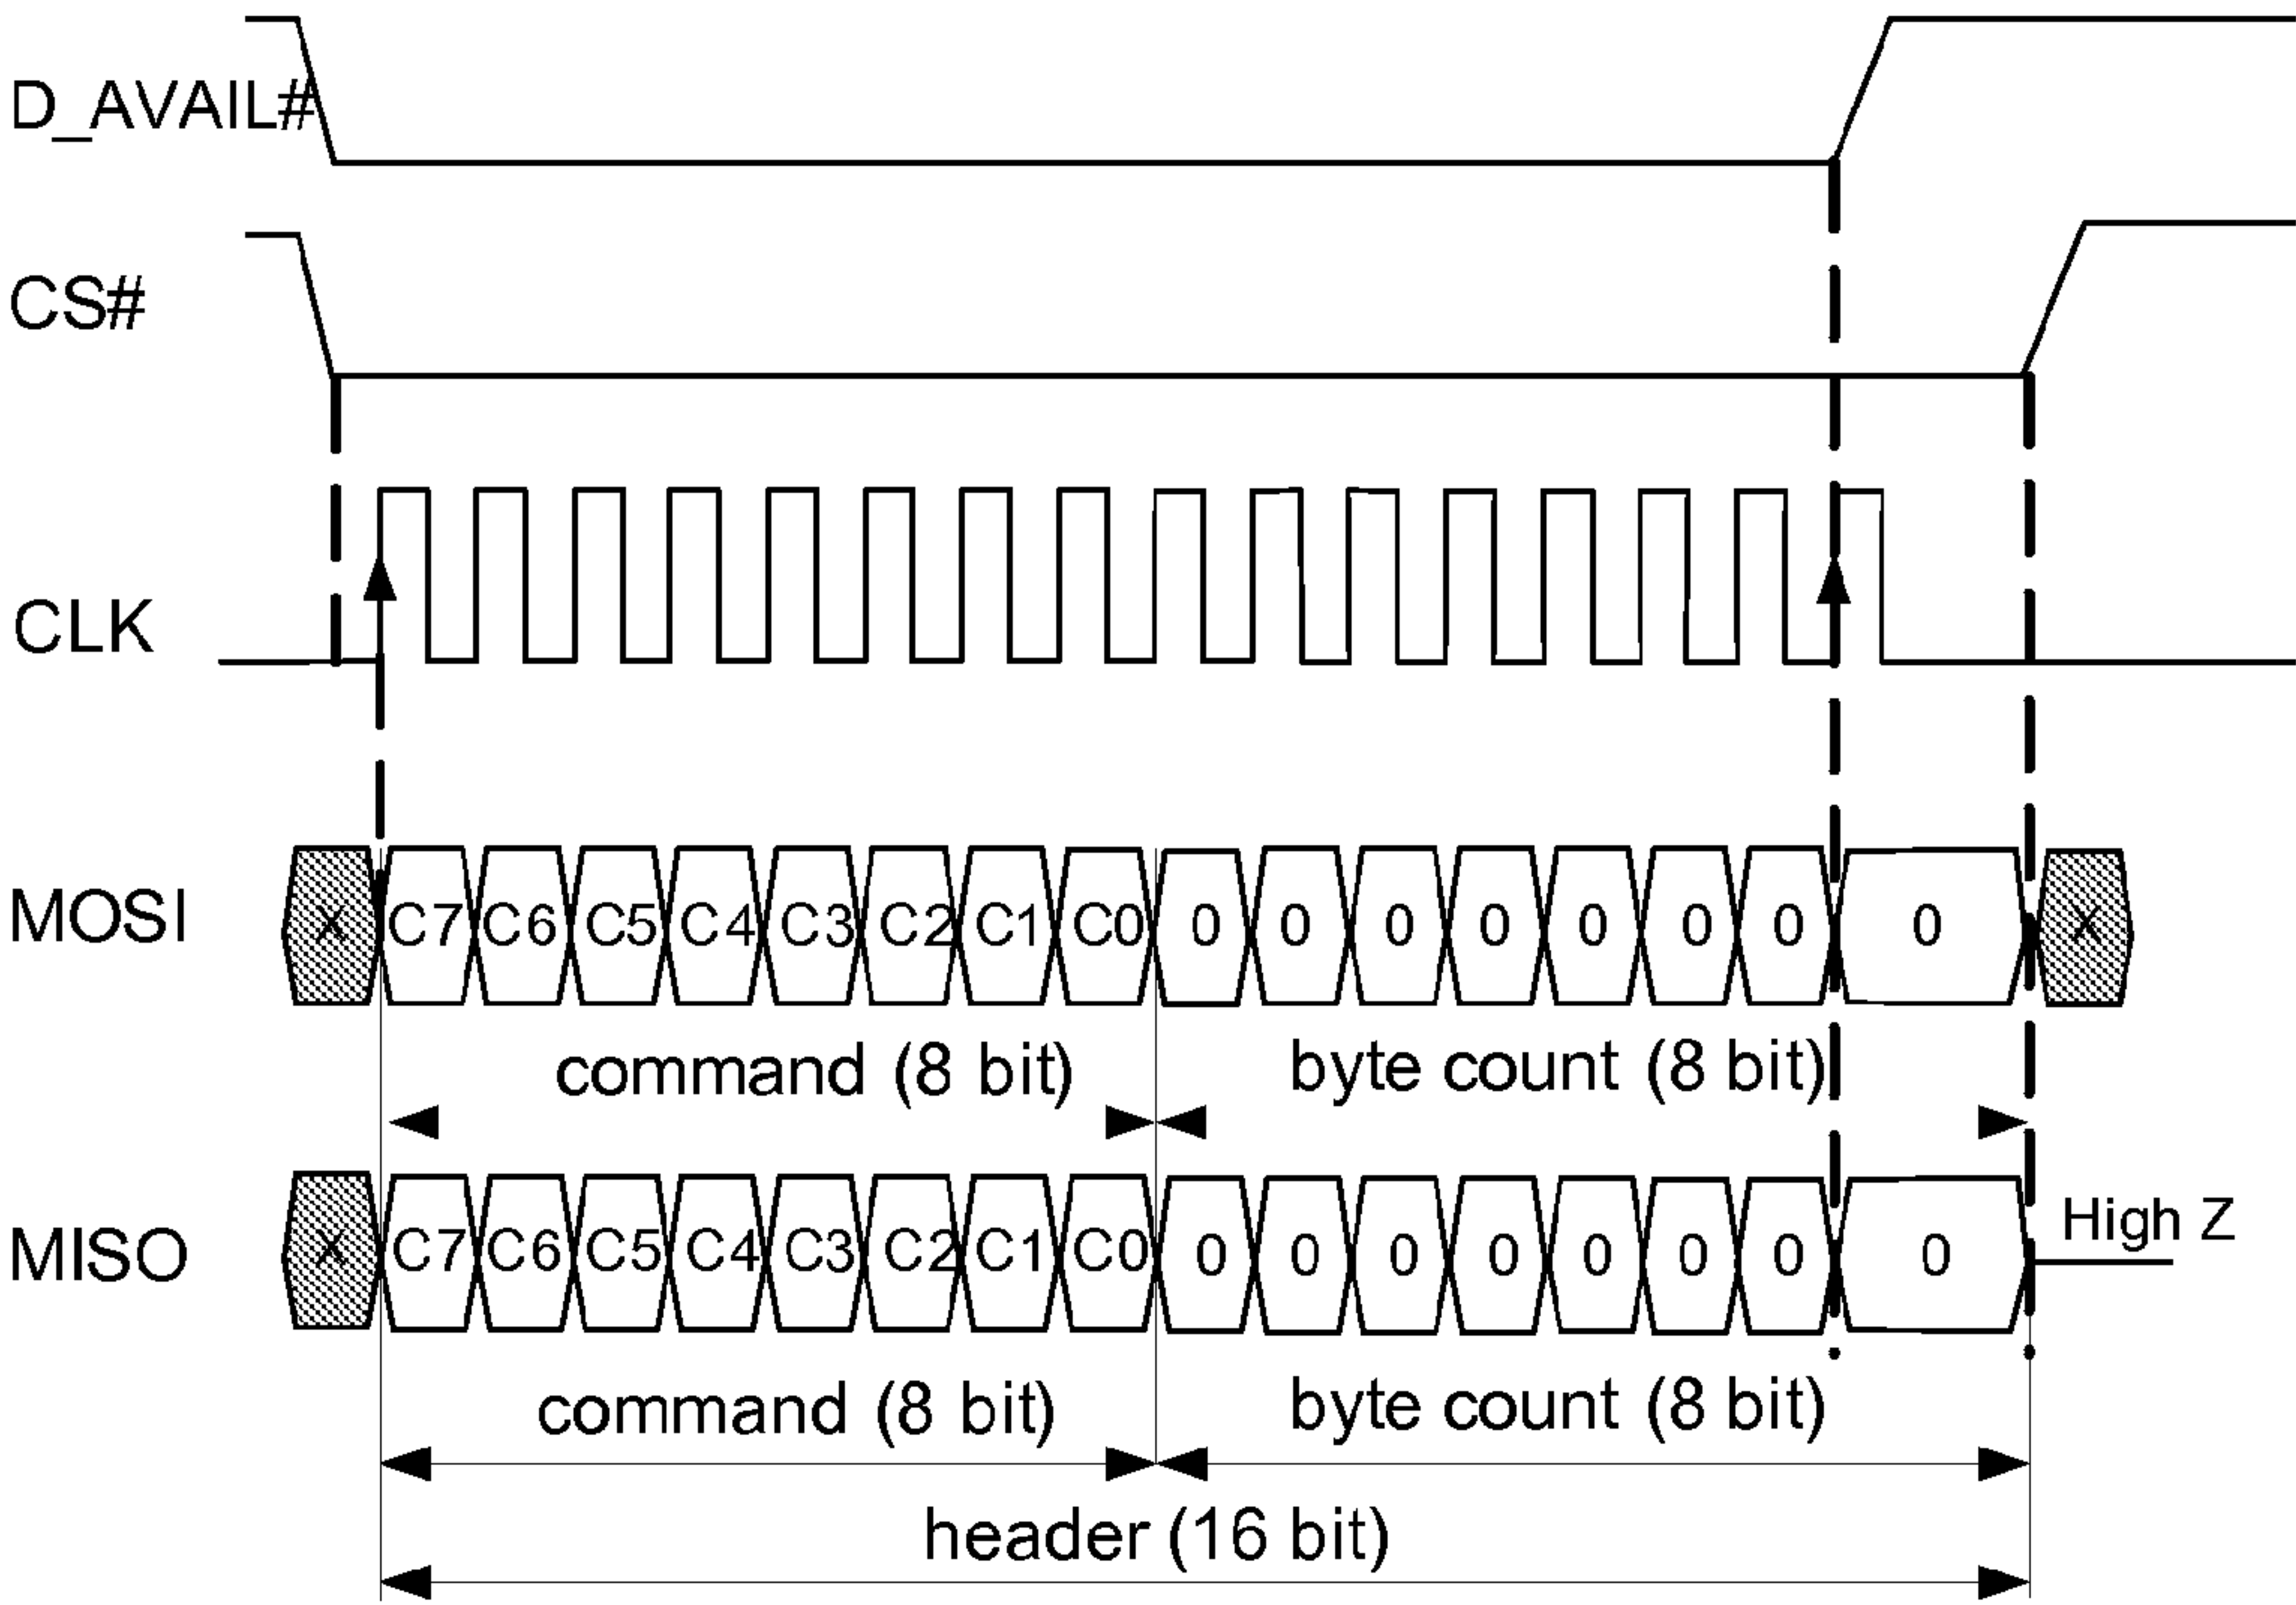 D_AVAIL#
CS#
CLK
MOSI X C7 C6 C5 C4 C3 C2 C1 C0 0 0 0 0 0 0 0 0 X
command (8 bit) byte count (8 bit)
MISO X C7 C6 C5 C4 C3 C2 C1 C0 0 0 0 0 0 0 0 0 High Z
command (8 bit) byte count (8 bit)
header (16 bit)